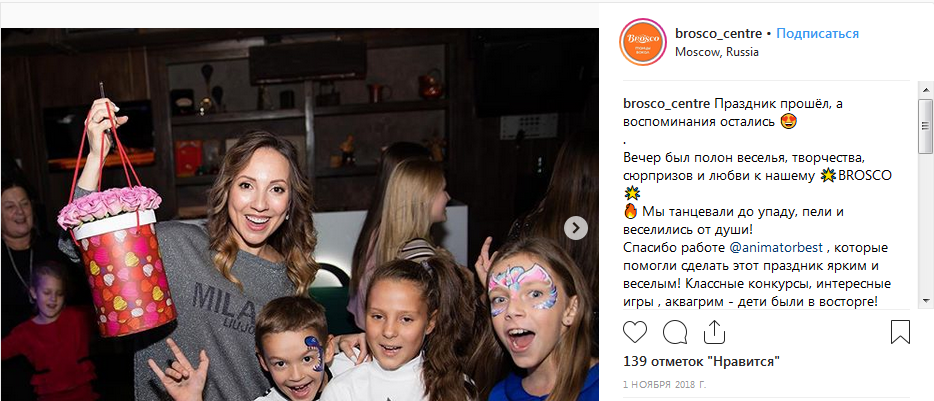 brosco_centre • Подписаться
Brosco
Moscow, Russia
brosco_centre Праздник прошёл, а
воспоминания остались 😍
.
Вечер был полон веселья, творчества,
сюрпризов и любви к нашему 🌟BROSCO
🌟
🔥 Мы танцевали до упаду, пели и
веселились от души!
Спасибо работе @animatorbest , которые
помогли сделать этот праздник ярким и
веселым! Классные конкурсы, интересные
игры , аквагрим - дети были в восторге!
139 отметок "Нравится"
1 НОЯБРЯ 2018 Г.
MILA